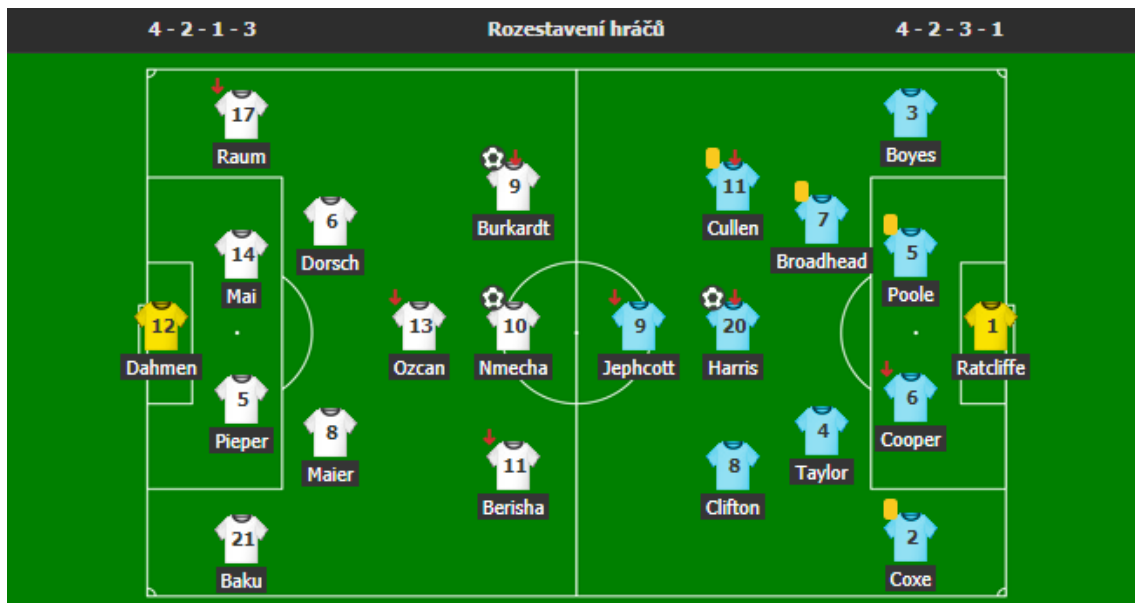 4 - 2 - 1 - 3 Rozestavení hráčů 4 - 2 - 3 - 1
17
Raum
14
Mai
12
Dahmen
5
Pieper
21
Baku
6
Dorsch
8
Maier
13
Ozcan
9
Burkardt
10
Nmecha
11
Berisha
9
Jephcott
11
Cullen
20
Harris
8
Clifton
7
Broadhead
4
Taylor
3
Boyes
5
Poole
6
Cooper
2
Coxe
1
Ratcliffe